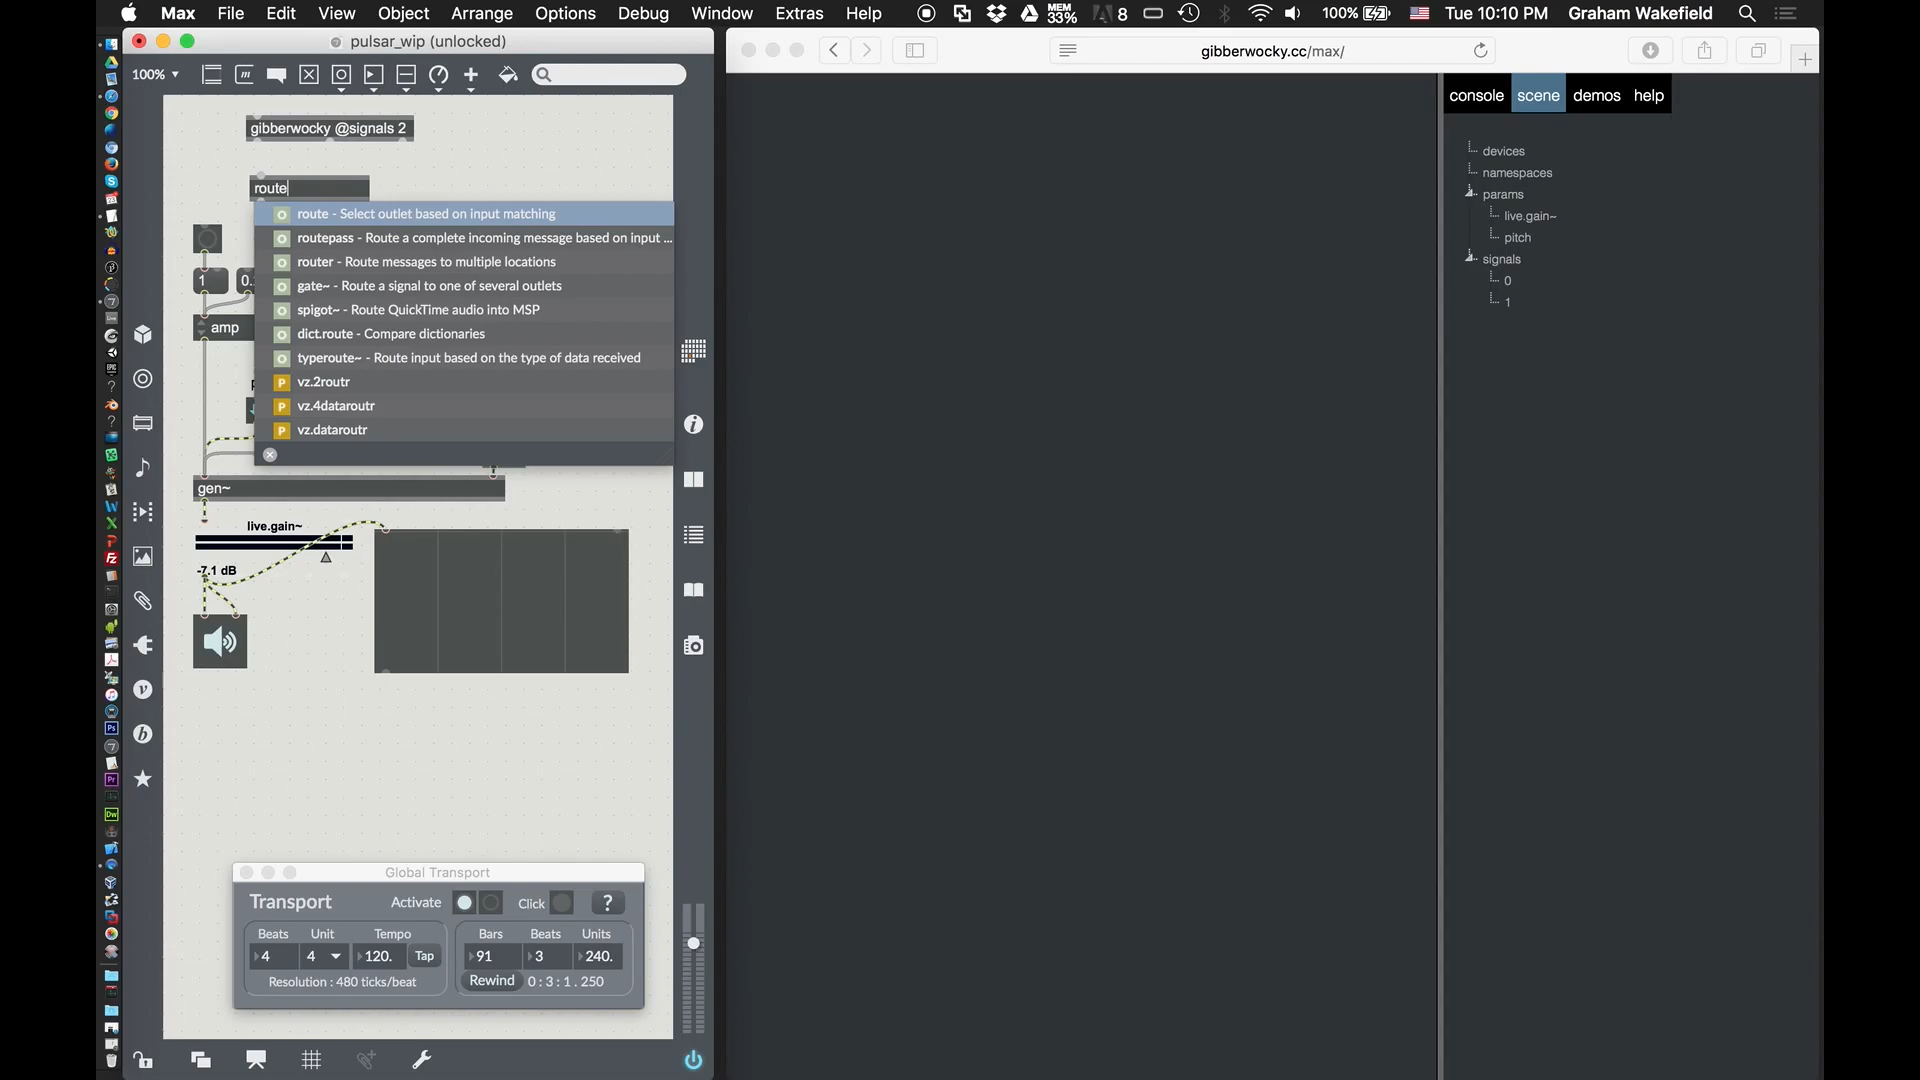 Max File Edit View Object Arrange Options Debug Window Extras Help MEM 33% 8 100% Tue 10:10 PM Graham Wakefield
pulsar_wip (unlocked)
100%
gibberwocky @signals 2
route
route - Select outlet based on input matching
routepass - Route a complete incoming message based on input ...
router - Route messages to multiple locations
gate~ - Route a signal to one of several outlets
spigot~ - Route QuickTime audio into MSP
dict.route - Compare dictionaries
typeroute~ - Route input based on the type of data received
vz.2routr
vz.4dataroutr
vz.dataroutr
1 0.
amp
gen~
live.gain~
-7.1 dB
Global Transport
Transport Activate Click ?
Beats Unit Tempo Bars Beats Units
4 4 120. Tap 91 3 240.
Resolution : 480 ticks/beat Rewind 0 : 3 : 1 . 250
gibberwocky.cc/max/
console scene demos help
devices
namespaces
params
live.gain~
pitch
signals
0
1